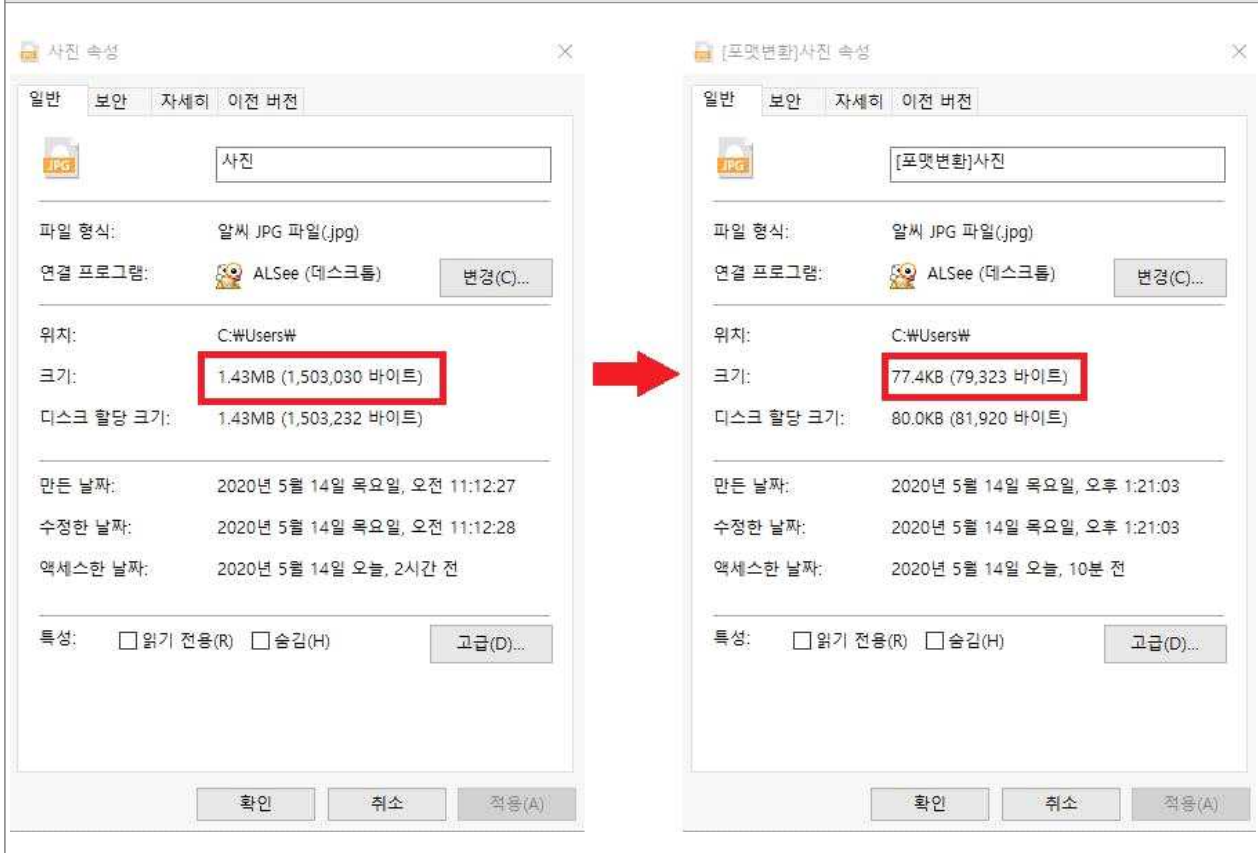 사진 속성
일반 보안 자세히 이전 버전
JPG
사진
파일 형식: 알씨 JPG 파일(.jpg)
연결 프로그램: ALSee (데스크톱) 변경(C)...
위치: C:₩Users₩
크기: 1.43MB (1,503,030 바이트)
디스크 할당 크기: 1.43MB (1,503,232 바이트)
만든 날짜: 2020년 5월 14일 목요일, 오전 11:12:27
수정한 날짜: 2020년 5월 14일 목요일, 오전 11:12:28
액세스한 날짜: 2020년 5월 14일 오늘, 2시간 전
특성: 읽기 전용(R) 숨김(H) 고급(D)...
확인 취소 적용(A)
[포맷변환]사진 속성
일반 보안 자세히 이전 버전
JPG
[포맷변환]사진
파일 형식: 알씨 JPG 파일(.jpg)
연결 프로그램: ALSee (데스크톱) 변경(C)...
위치: C:₩Users₩
크기: 77.4KB (79,323 바이트)
디스크 할당 크기: 80.0KB (81,920 바이트)
만든 날짜: 2020년 5월 14일 목요일, 오후 1:21:03
수정한 날짜: 2020년 5월 14일 목요일, 오후 1:21:03
액세스한 날짜: 2020년 5월 14일 오늘, 10분 전
특성: 읽기 전용(R) 숨김(H) 고급(D)...
확인 취소 적용(A)